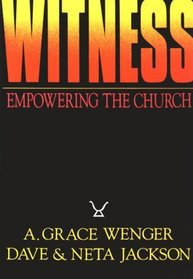 WITNESS
EMPOWERING THE CHURCH
A. GRACE WENGER
DAVE & NETA JACKSON